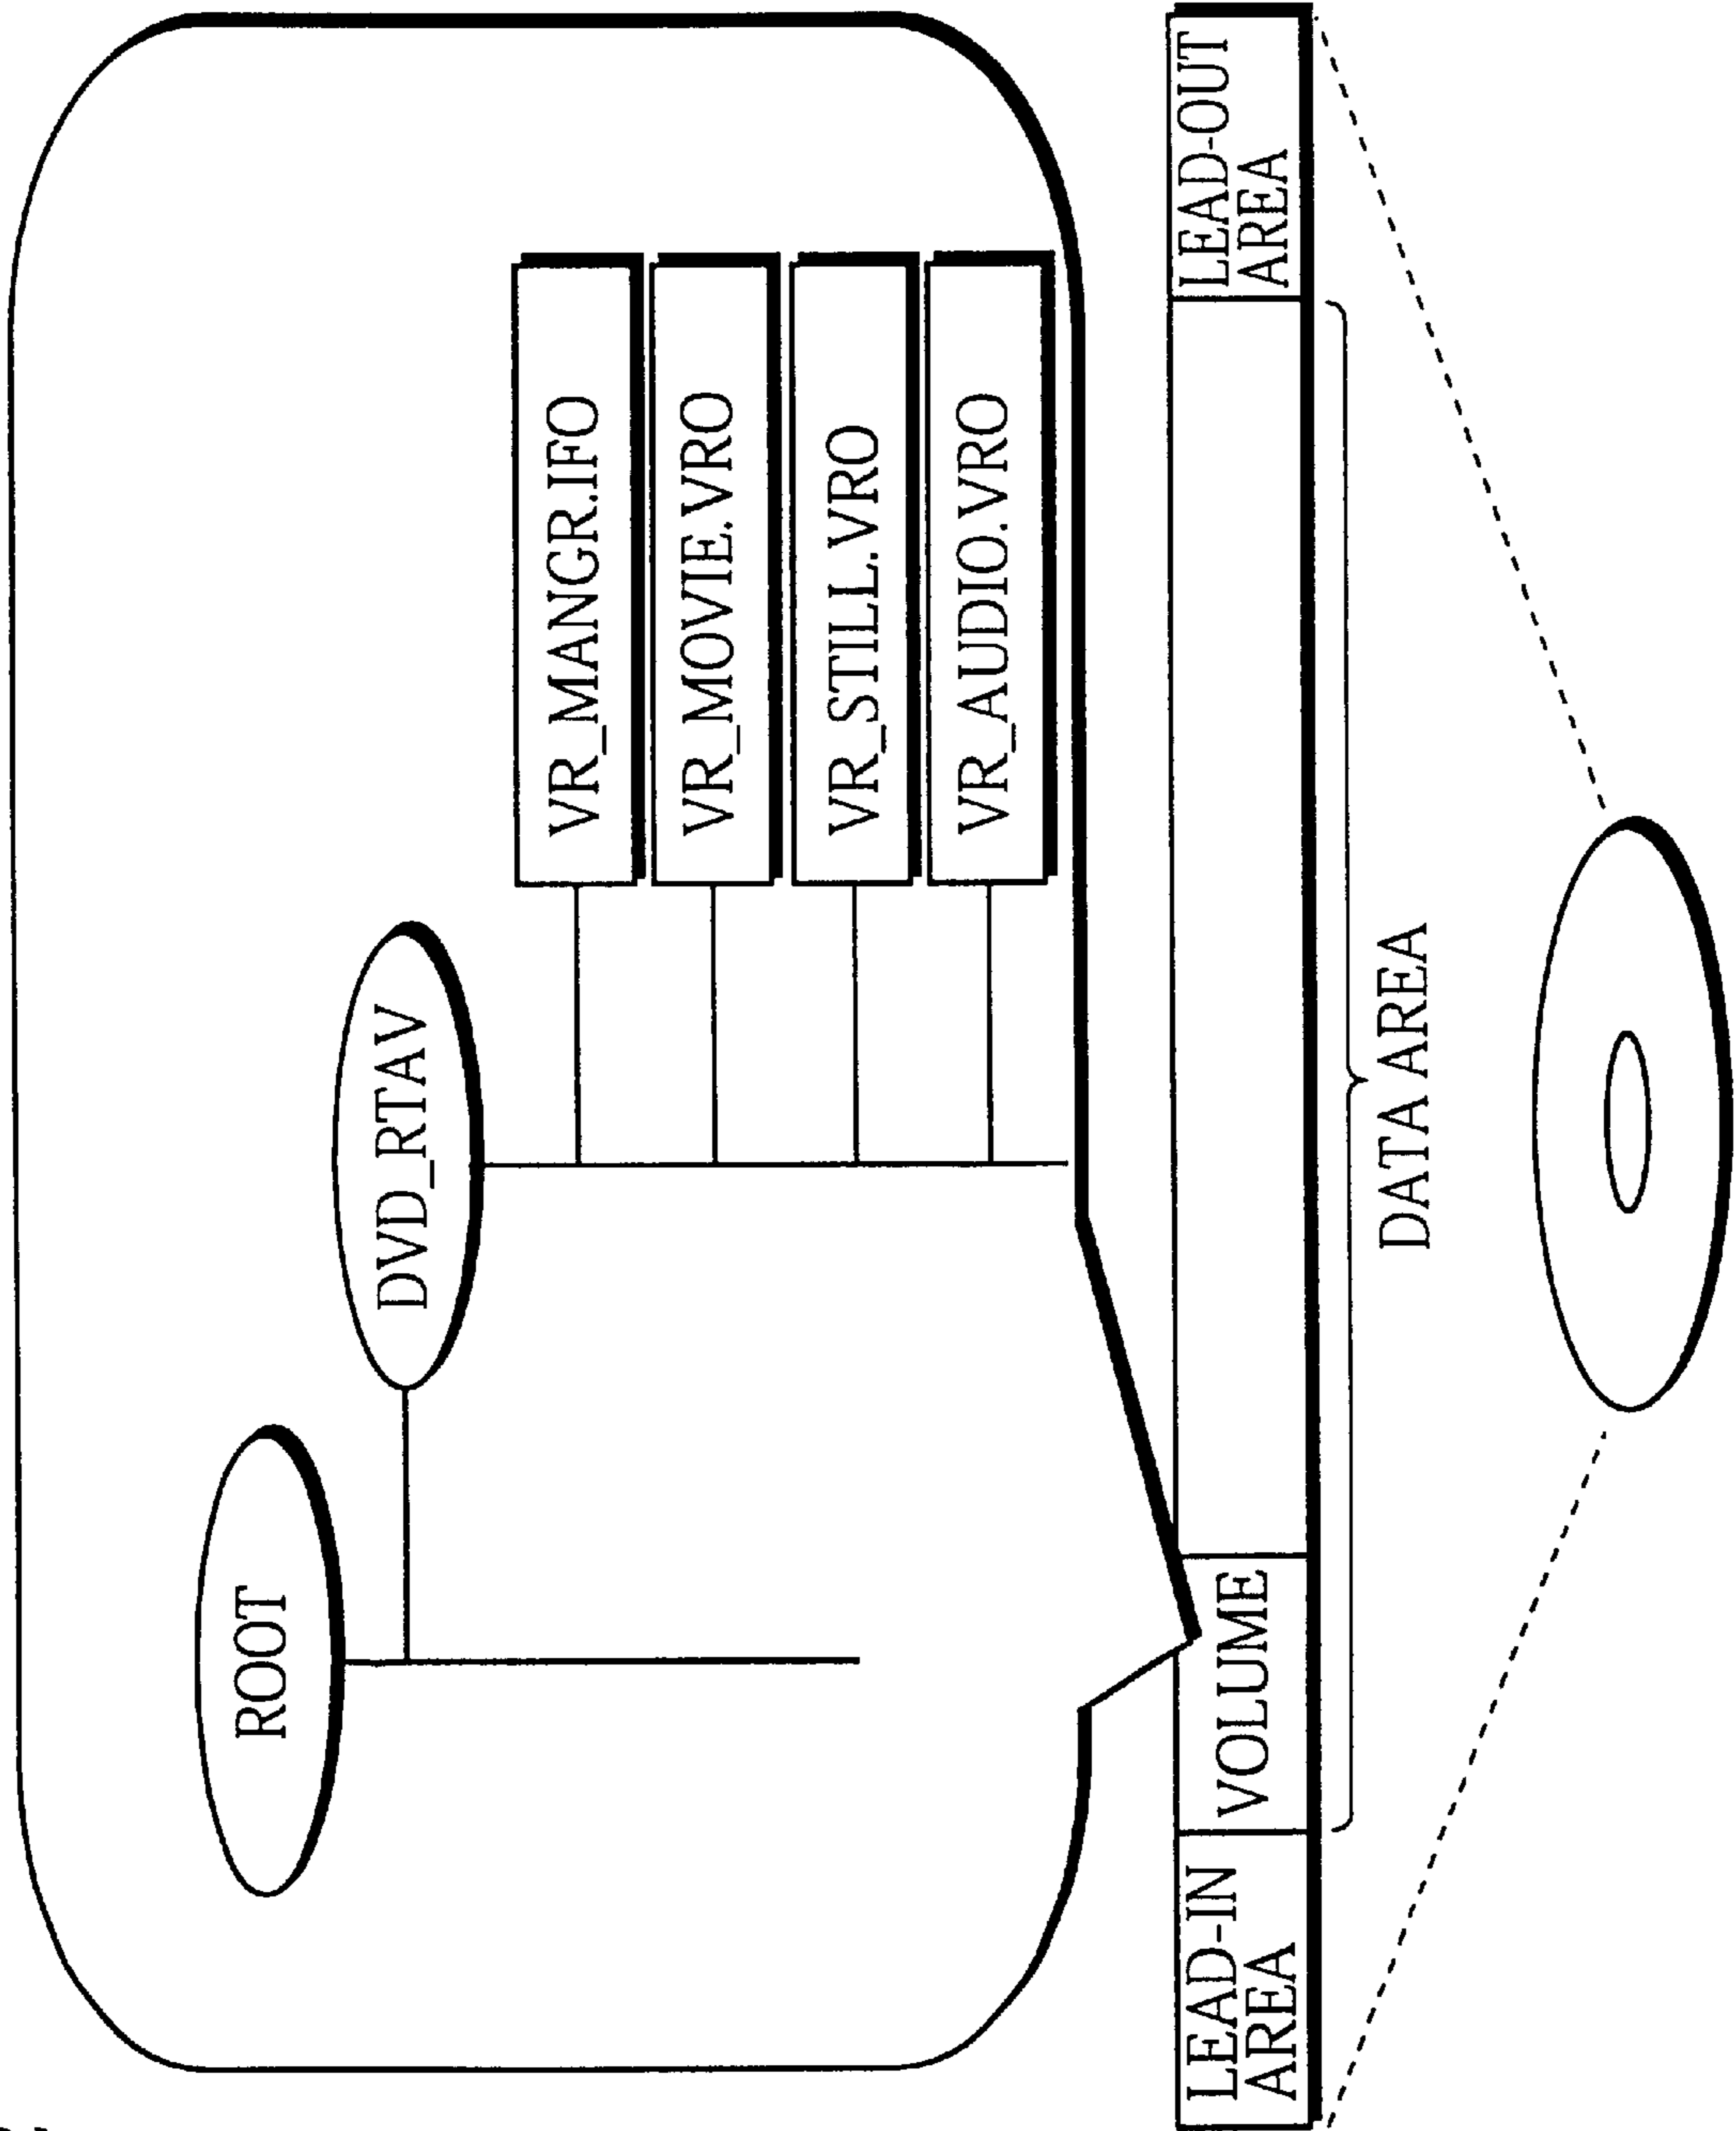 ROOT
DVD_RTAV
VR_MANGR.IFO
VR_MOVIE.VRO
VR_STILL.VRO
VR_AUDIO.VRO
LEAD-IN
AREA
VOLUME
LEAD-OUT
AREA
DATA AREA